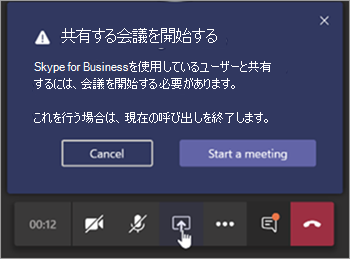 共有する会議を開始する
Skype for Businessを使用しているユーザーと共有
するには、会議を開始する必要があります。
これを行う場合は、現在の呼び出しを終了します。
Cancel
Start a meeting
00:12